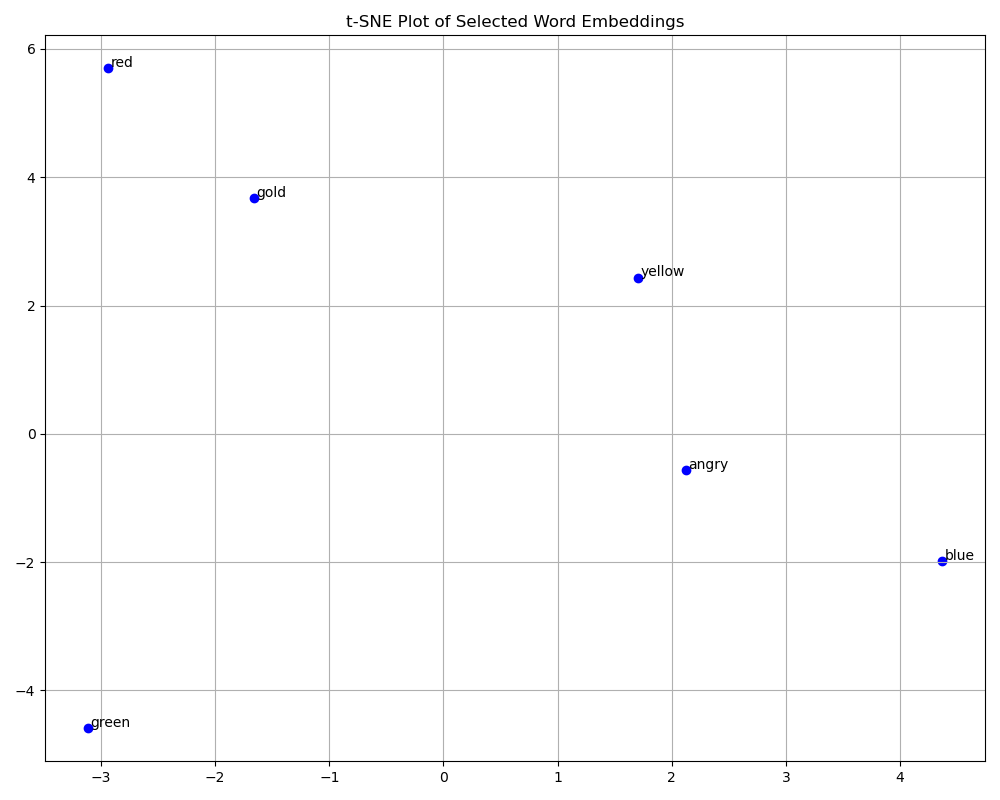 t-SNE Plot of Selected Word Embeddings
6
red
4
gold
yellow
2
0
angry
blue
−2
−4
green
−3 −2 −1 0 1 2 3 4